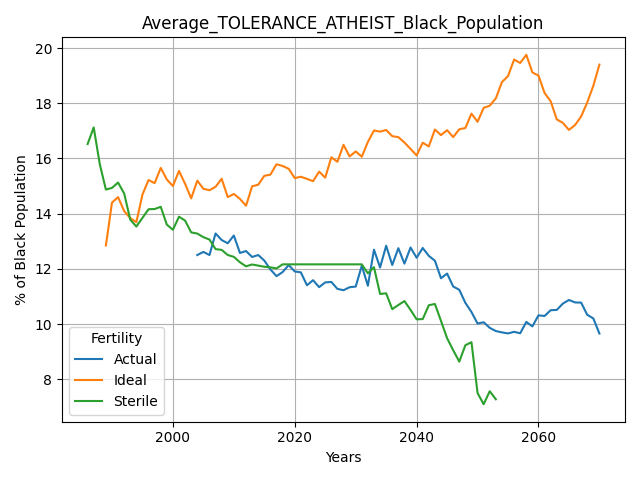 Average_TOLERANCE_ATHEIST_Black_Population
20
18
16
14
12
10
8
% of Black Population
Fertility
Actual
Ideal
Sterile
2000 2020 2040 2060
Years